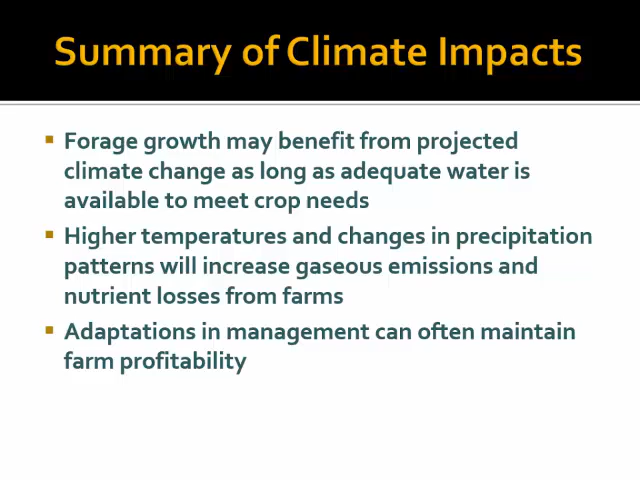 Summary of Climate Impacts
Forage growth may benefit from projected
climate change as long as adequate water is
available to meet crop needs
Higher temperatures and changes in precipitation
patterns will increase gaseous emissions and
nutrient losses from farms
Adaptations in management can often maintain
farm profitability